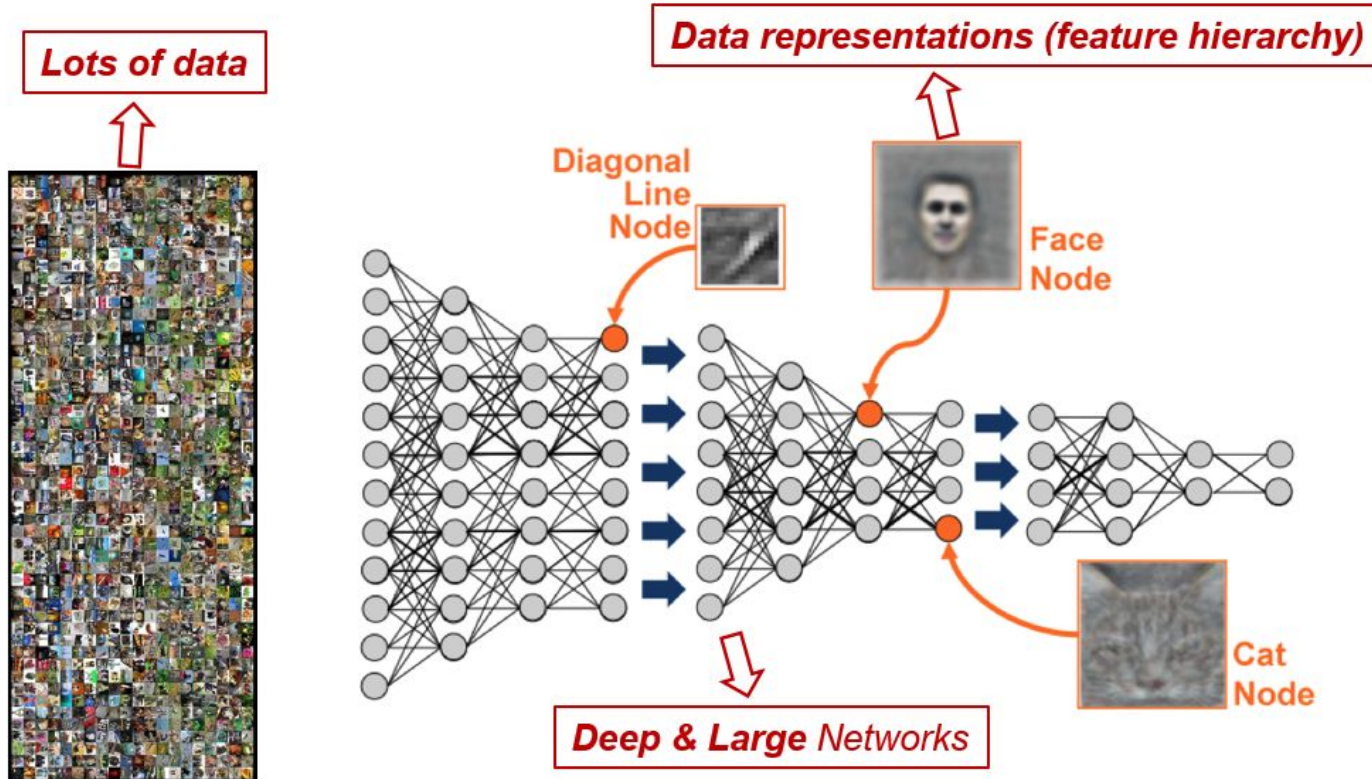 Lots of data
Data representations (feature hierarchy)
Diagonal
Line
Node
Face
Node
Cat
Node
Deep & Large Networks